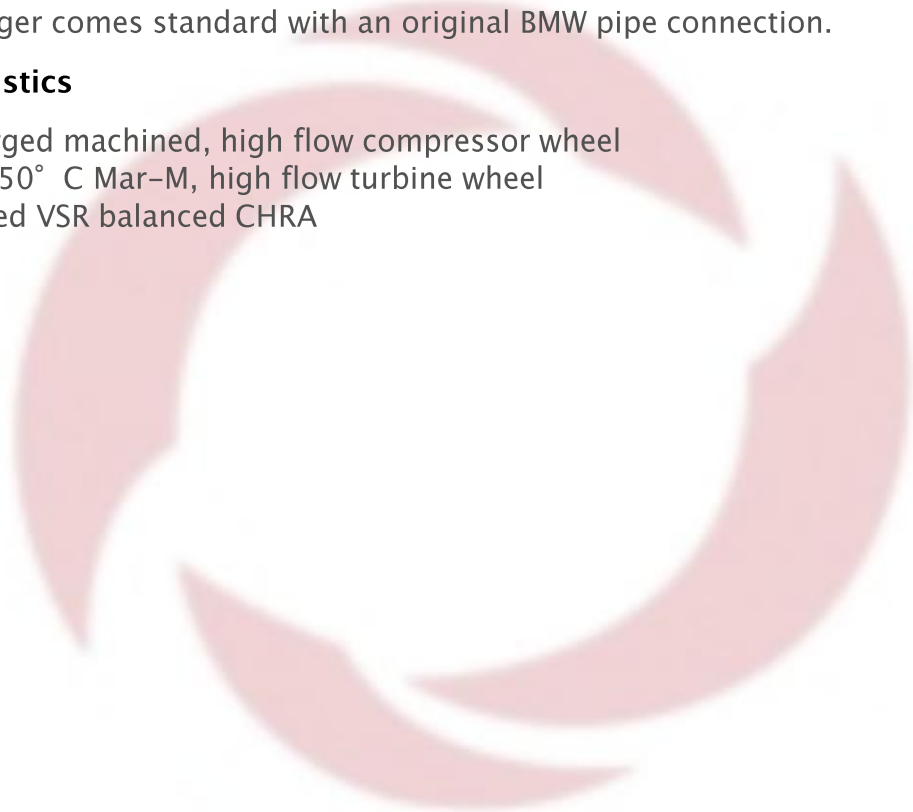 ger comes standard with an original BMW pipe connection.
stics
ged machined, high flow compressor wheel
50° C Mar-M, high flow turbine wheel
ed VSR balanced CHRA